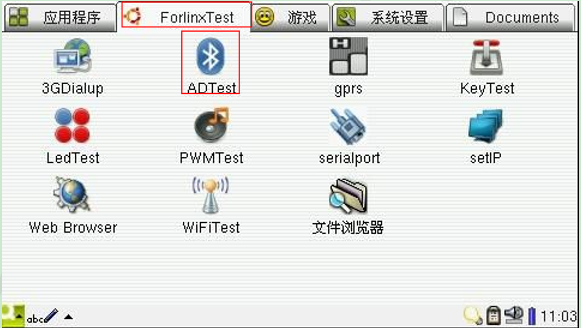 应用程序 ForlinxTest 游戏 系统设置 Documents
3GDialup ADTest gprs KeyTest
LedTest PWMTest serialport setIP
Web Browser WiFiTest 文件浏览器
abc 11:03